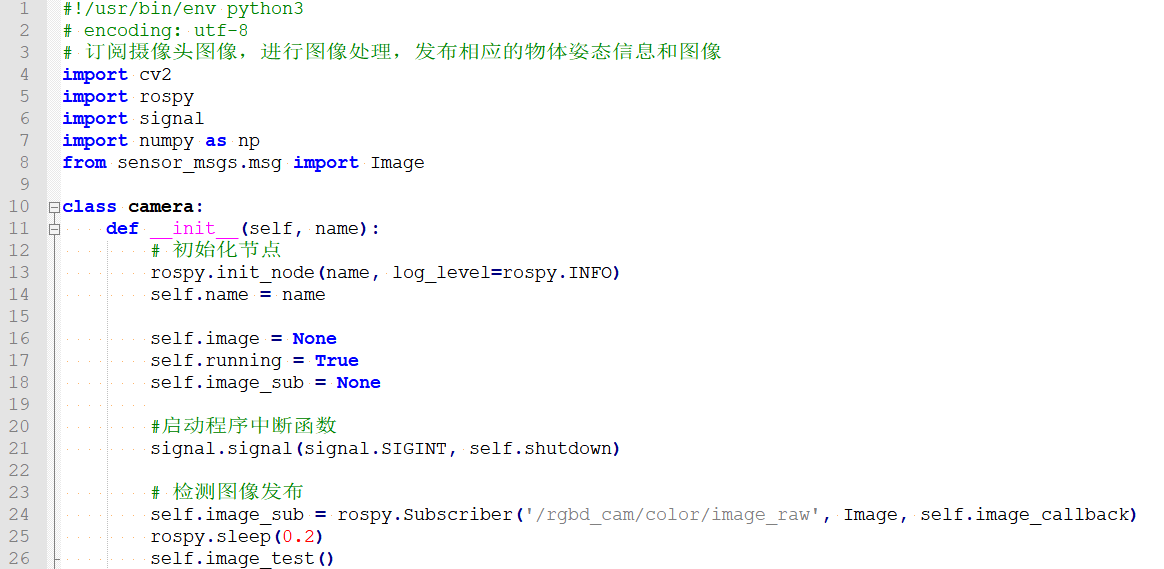 1 #!/usr/bin/env python3
2 # encoding: utf-8
3 # 订阅摄像头图像，进行图像处理，发布相应的物体姿态信息和图像
4 import cv2
5 import rospy
6 import signal
7 import numpy as np
8 from sensor_msgs.msg import Image
9
10 class camera:
11     def __init__(self, name):
12         # 初始化节点
13         rospy.init_node(name, log_level=rospy.INFO)
14         self.name = name
15
16         self.image = None
17         self.running = True
18         self.image_sub = None
19
20         #启动程序中断函数
21         signal.signal(signal.SIGINT, self.shutdown)
22
23         # 检测图像发布
24         self.image_sub = rospy.Subscriber('/rgbd_cam/color/image_raw', Image, self.image_callback)
25         rospy.sleep(0.2)
26         self.image_test()